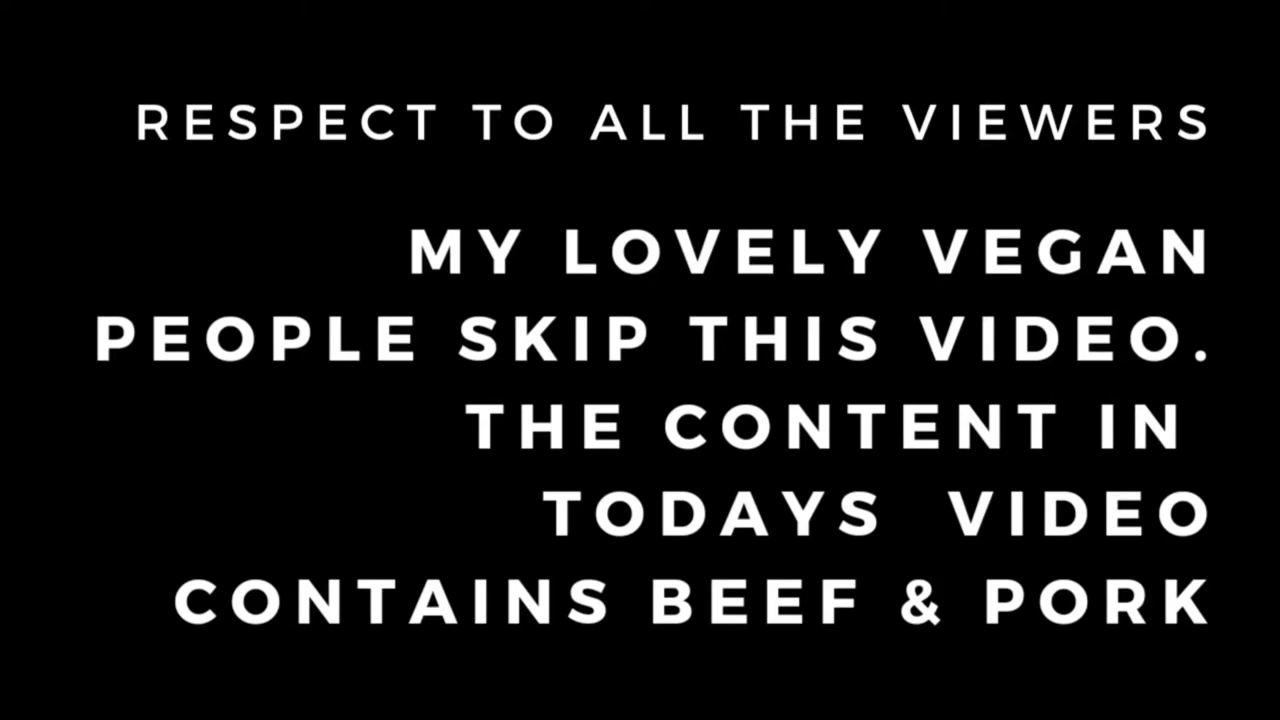 RESPECT TO ALL THE VIEWERS
MY LOVELY VEGAN
PEOPLE SKIP THIS VIDEO.
THE CONTENT IN
TODAYS VIDEO
CONTAINS BEEF & PORK